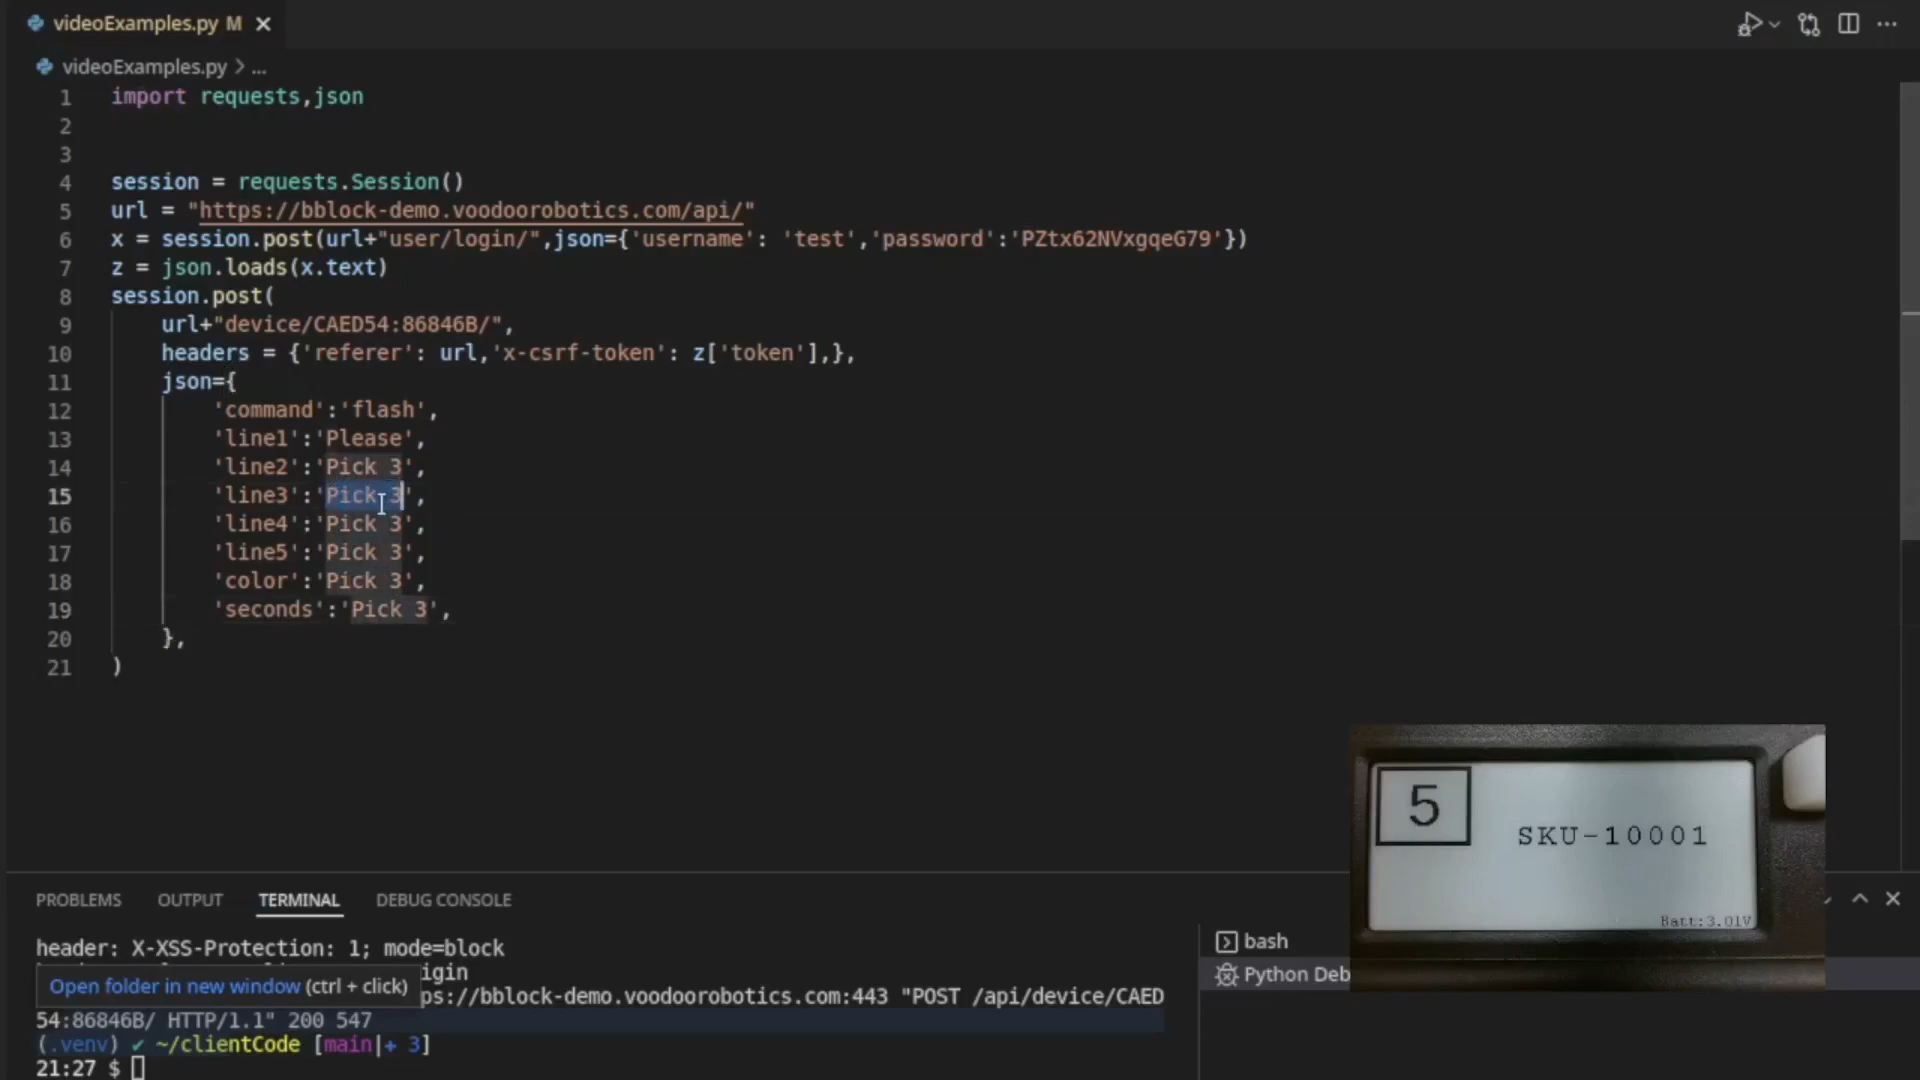 videoExamples.py M
videoExamples.py > ...
1 import requests,json
2
3
4 session = requests.Session()
5 url = "https://bblock-demo.voodoorobotics.com/api/"
6 x = session.post(url+"user/login/",json={'username': 'test','password':'PZtx62NVxgqeG79'})
7 z = json.loads(x.text)
8 session.post(
9 url+"device/CAED54:86846B/",
10 headers = {'referer': url,'x-csrf-token': z['token'],},
11 json={
12 'command':'flash',
13 'line1':'Please',
14 'line2':'Pick 3',
15 'line3':'Pick 3',
16 'line4':'Pick 3',
17 'line5':'Pick 3',
18 'color':'Pick 3',
19 'seconds':'Pick 3',
20 },
21 )
5
SKU-10001
Batt:3.01V
PROBLEMS OUTPUT TERMINAL DEBUG CONSOLE
header: X-XSS-Protection: 1; mode=block
igin
Open folder in new window (ctrl + click)
ps://bblock-demo.voodoorobotics.com:443 "POST /api/device/CAED
54:86846B/ HTTP/1.1" 200 547
(.venv) ✓ ~/clientCode [main|+ 3]
21:27 $
bash
Python Deb